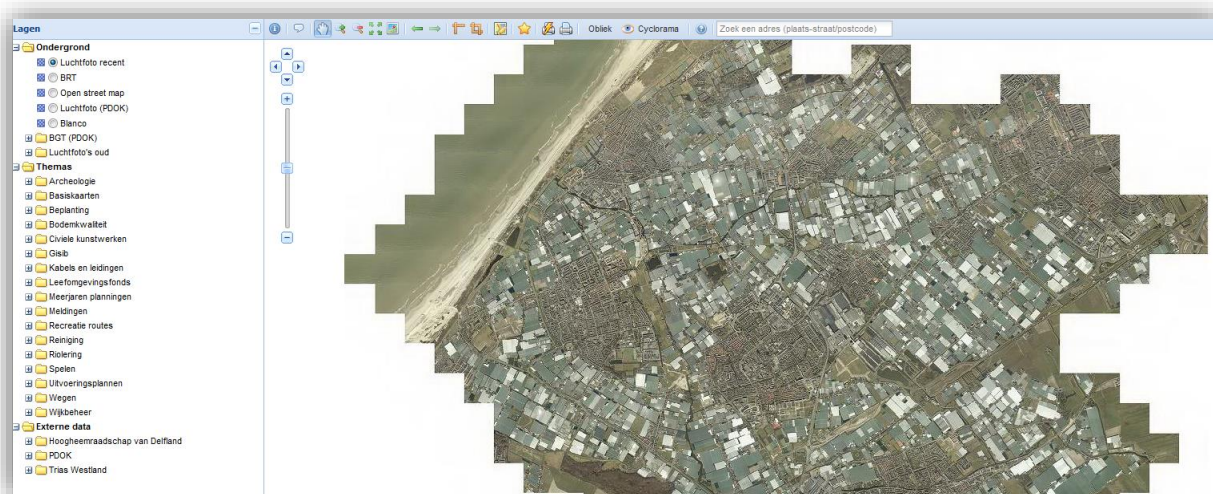 Lagen
Obliek
Cyclorama
Zoek een adres (plaats-straat/postcode)
Ondergrond
Luchtfoto recent
BRT
Open street map
Luchtfoto (PDOK)
Blanco
BGT (PDOK)
Luchtfoto's oud
Themas
Archeologie
Basiskaarten
Beplanting
Bodemkwaliteit
Civiele kunstwerken
Gisib
Kabels en leidingen
Leefomgevingsfonds
Meerjaren planningen
Meldingen
Recreatie routes
Reiniging
Riolering
Spelen
Uitvoeringsplannen
Wegen
Wijkbeheer
Externe data
Hoogheemraadschap van Delfland
PDOK
Trias Westland